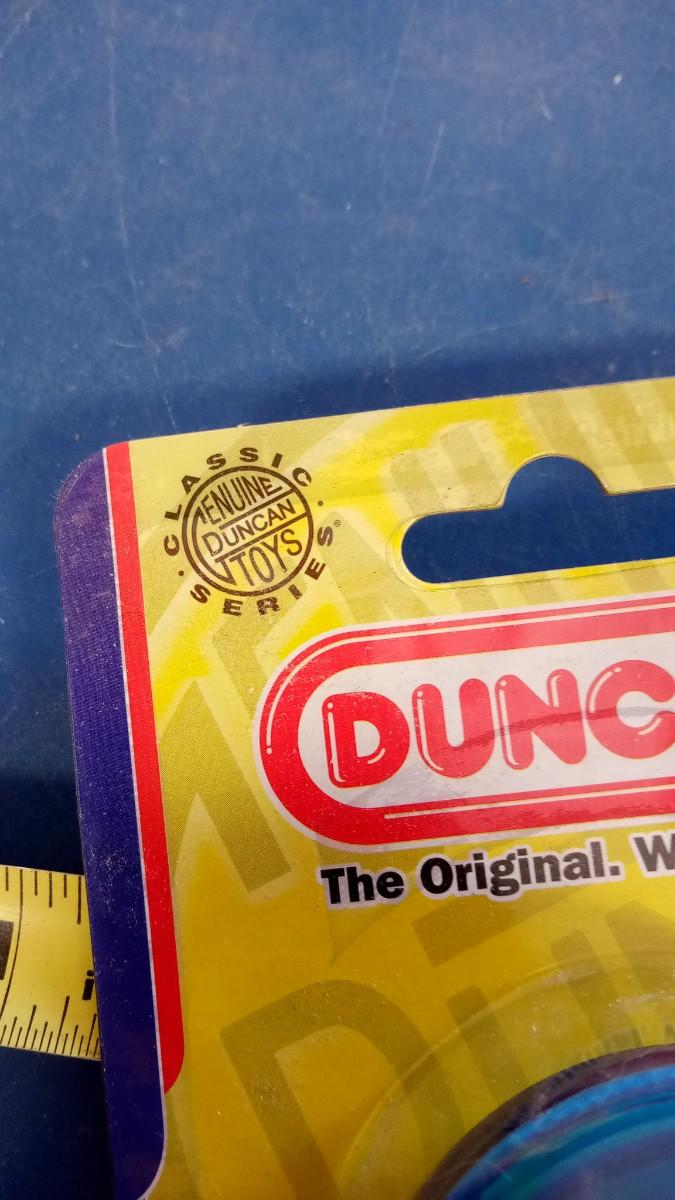 CLASSIC
GENUINE
DUNCAN
TOYS
SERIES®
DUNC
The Original. W